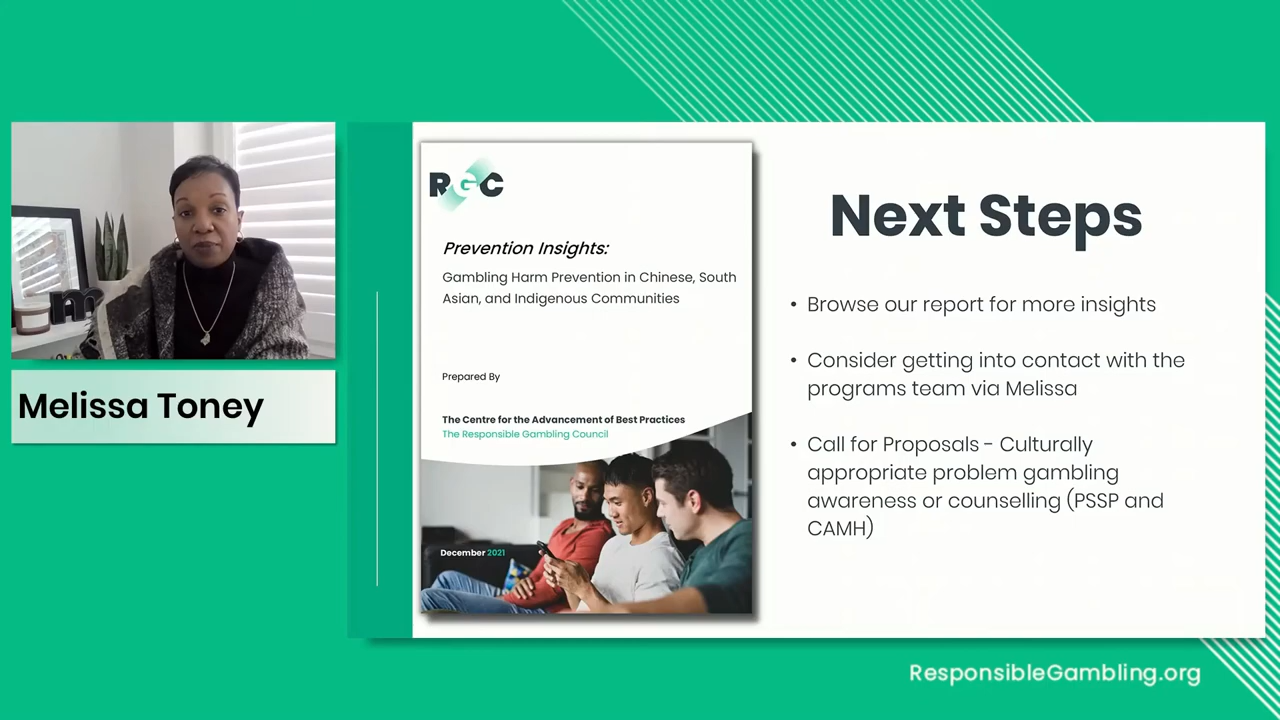 m
Melissa Toney
RGC
Prevention Insights:
Gambling Harm Prevention in Chinese, South
Asian, and Indigenous Communities
Prepared By
The Centre for the Advancement of Best Practices
The Responsible Gambling Council
December 2021
Next Steps
• Browse our report for more insights
• Consider getting into contact with the
programs team via Melissa
• Call for Proposals - Culturally
appropriate problem gambling
awareness or counselling (PSSP and
CAMH)
ResponsibleGambling.org